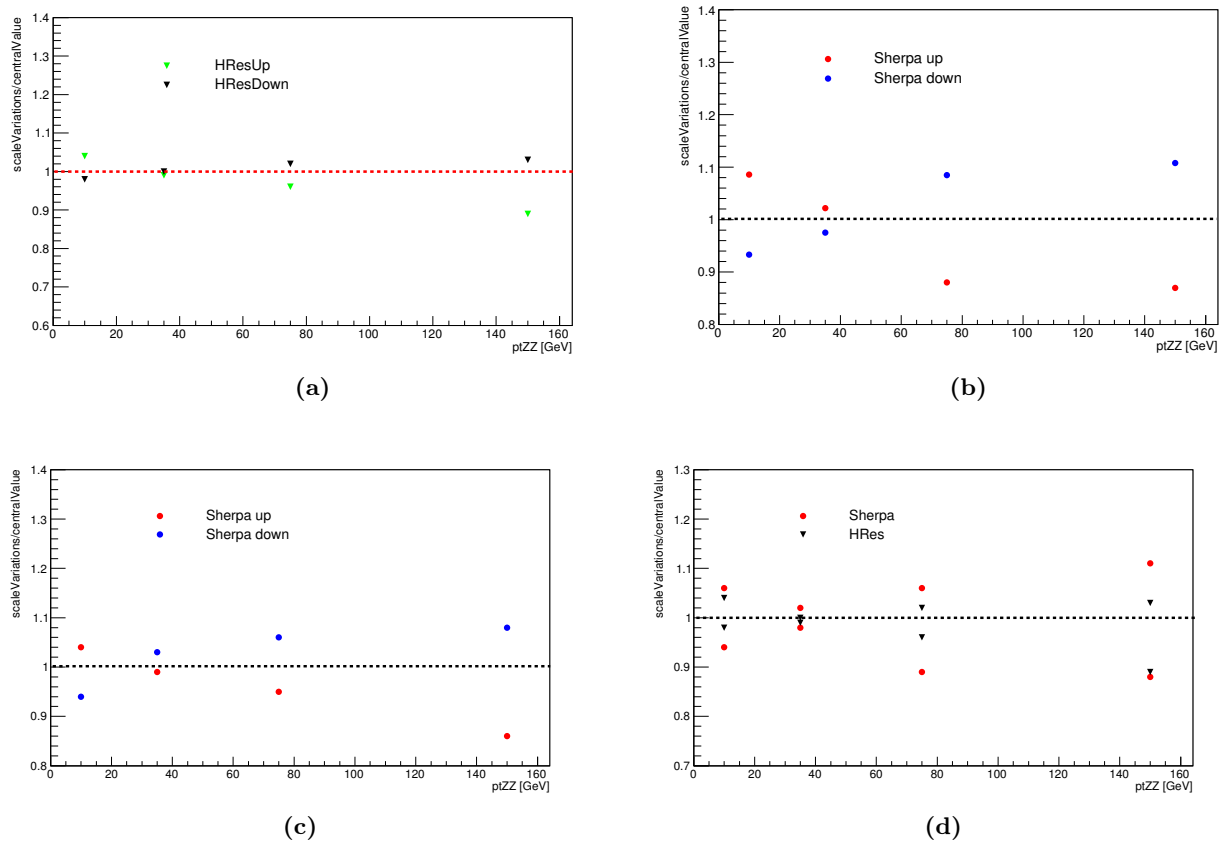 scaleVariations/centralValue
1.4
1.3
1.2
1.1
1
0.9
0.8
0.7
0.6
HResUp
HResDown
0 20 40 60 80 100 120 140 160
ptZZ [GeV]
(a)
scaleVariations/centralValue
1.4
1.3
1.2
1.1
1
0.9
0.8
Sherpa up
Sherpa down
0 20 40 60 80 100 120 140 160
ptZZ [GeV]
(b)
scaleVariations/centralValue
1.4
1.3
1.2
1.1
1
0.9
0.8
Sherpa up
Sherpa down
0 20 40 60 80 100 120 140 160
ptZZ [GeV]
(c)
scaleVariations/centralValue
1.3
1.2
1.1
1
0.9
0.8
0.7
Sherpa
HRes
0 20 40 60 80 100 120 140 160
ptZZ [GeV]
(d)